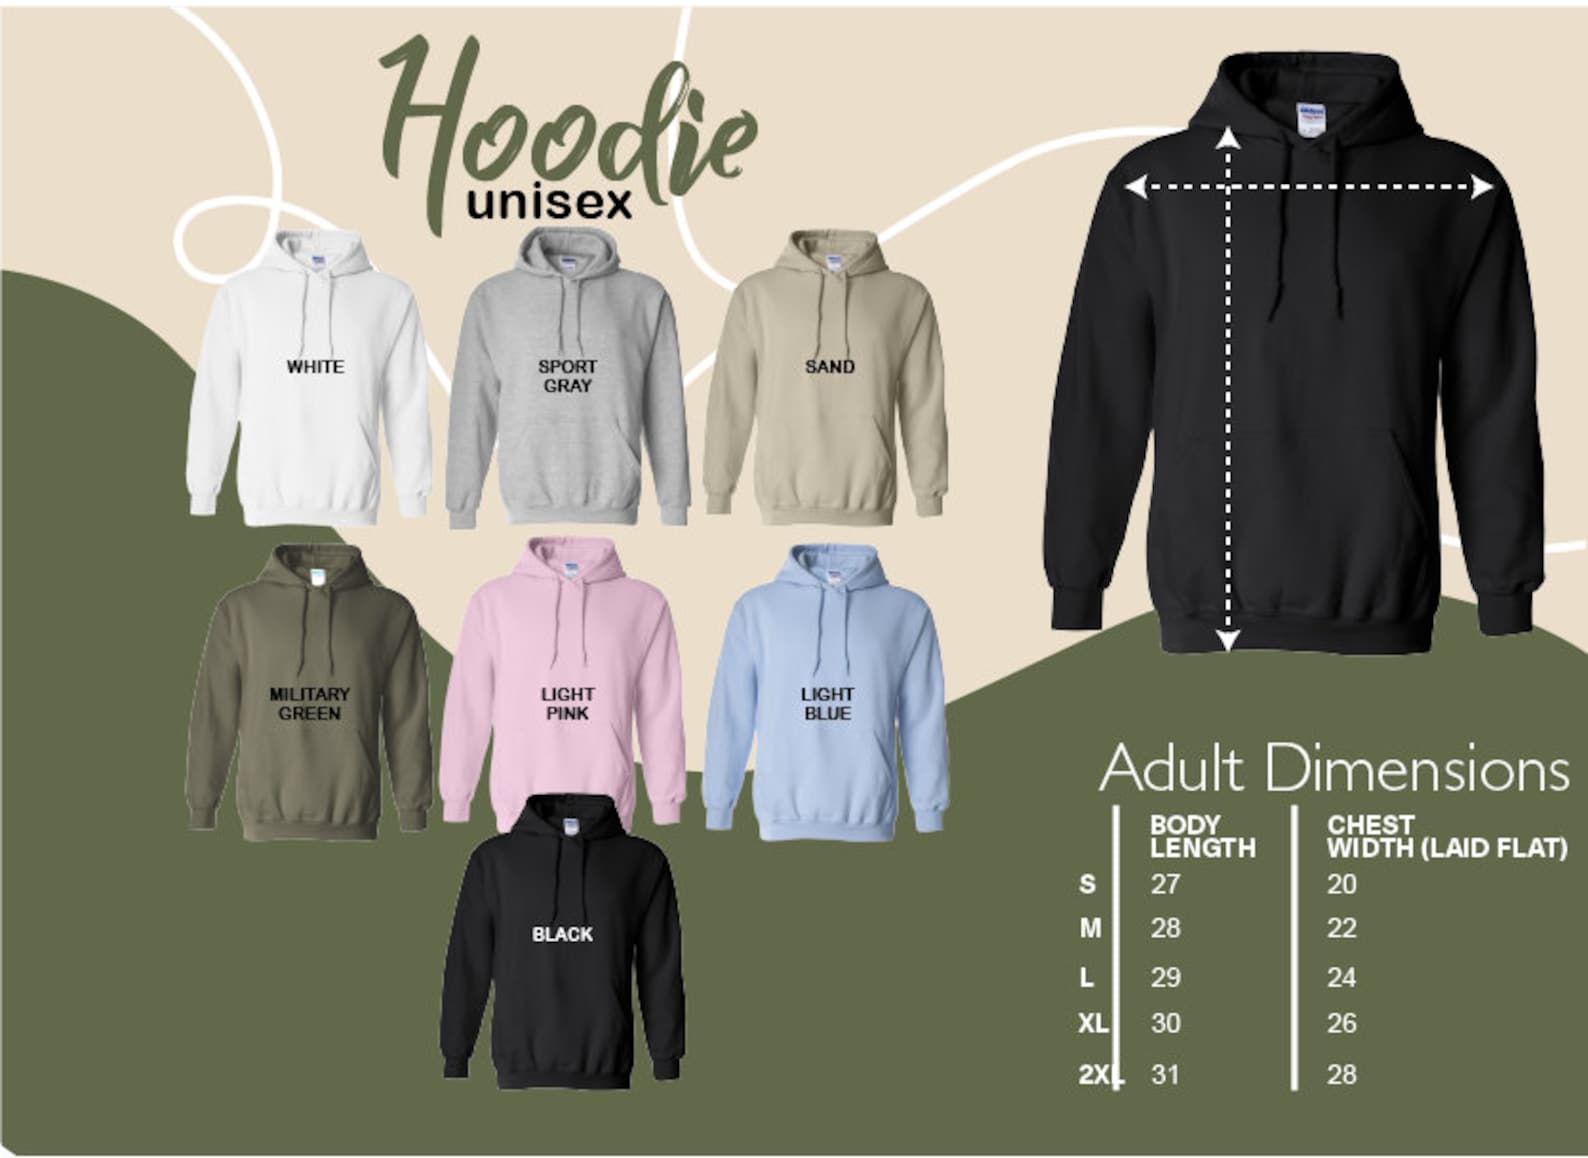 Hoodie
unisex
WHITE
SPORT
GRAY
SAND
MILITARY
GREEN
LIGHT
PINK
LIGHT
BLUE
BLACK
Adult Dimensions
BODY
LENGTH
CHEST
WIDTH (LAID FLAT)
S 27 20
M 28 22
L 29 24
XL 30 26
2XL 31 28